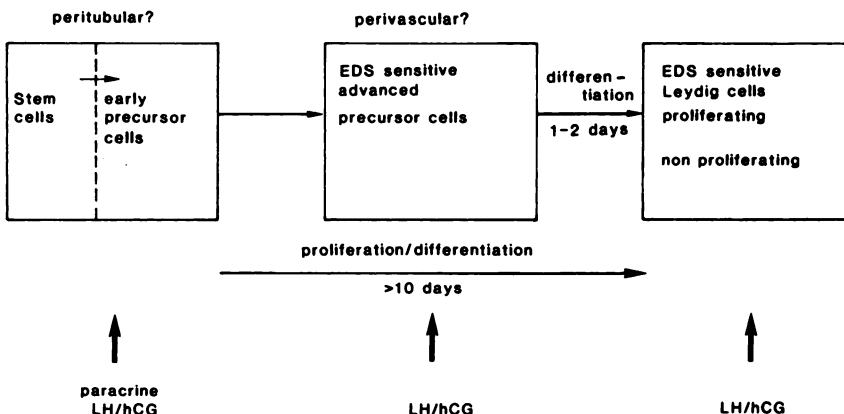 peritubular?
perivascular?
Stem
cells
early
precursor
cells
EDS sensitive
advanced
precursor cells
differen-
tiation
1-2 days
EDS sensitive
Leydig cells
proliferating
non proliferating
proliferation/differentiation
>10 days
paracrine
LH/hCG
LH/hCG
LH/hCG